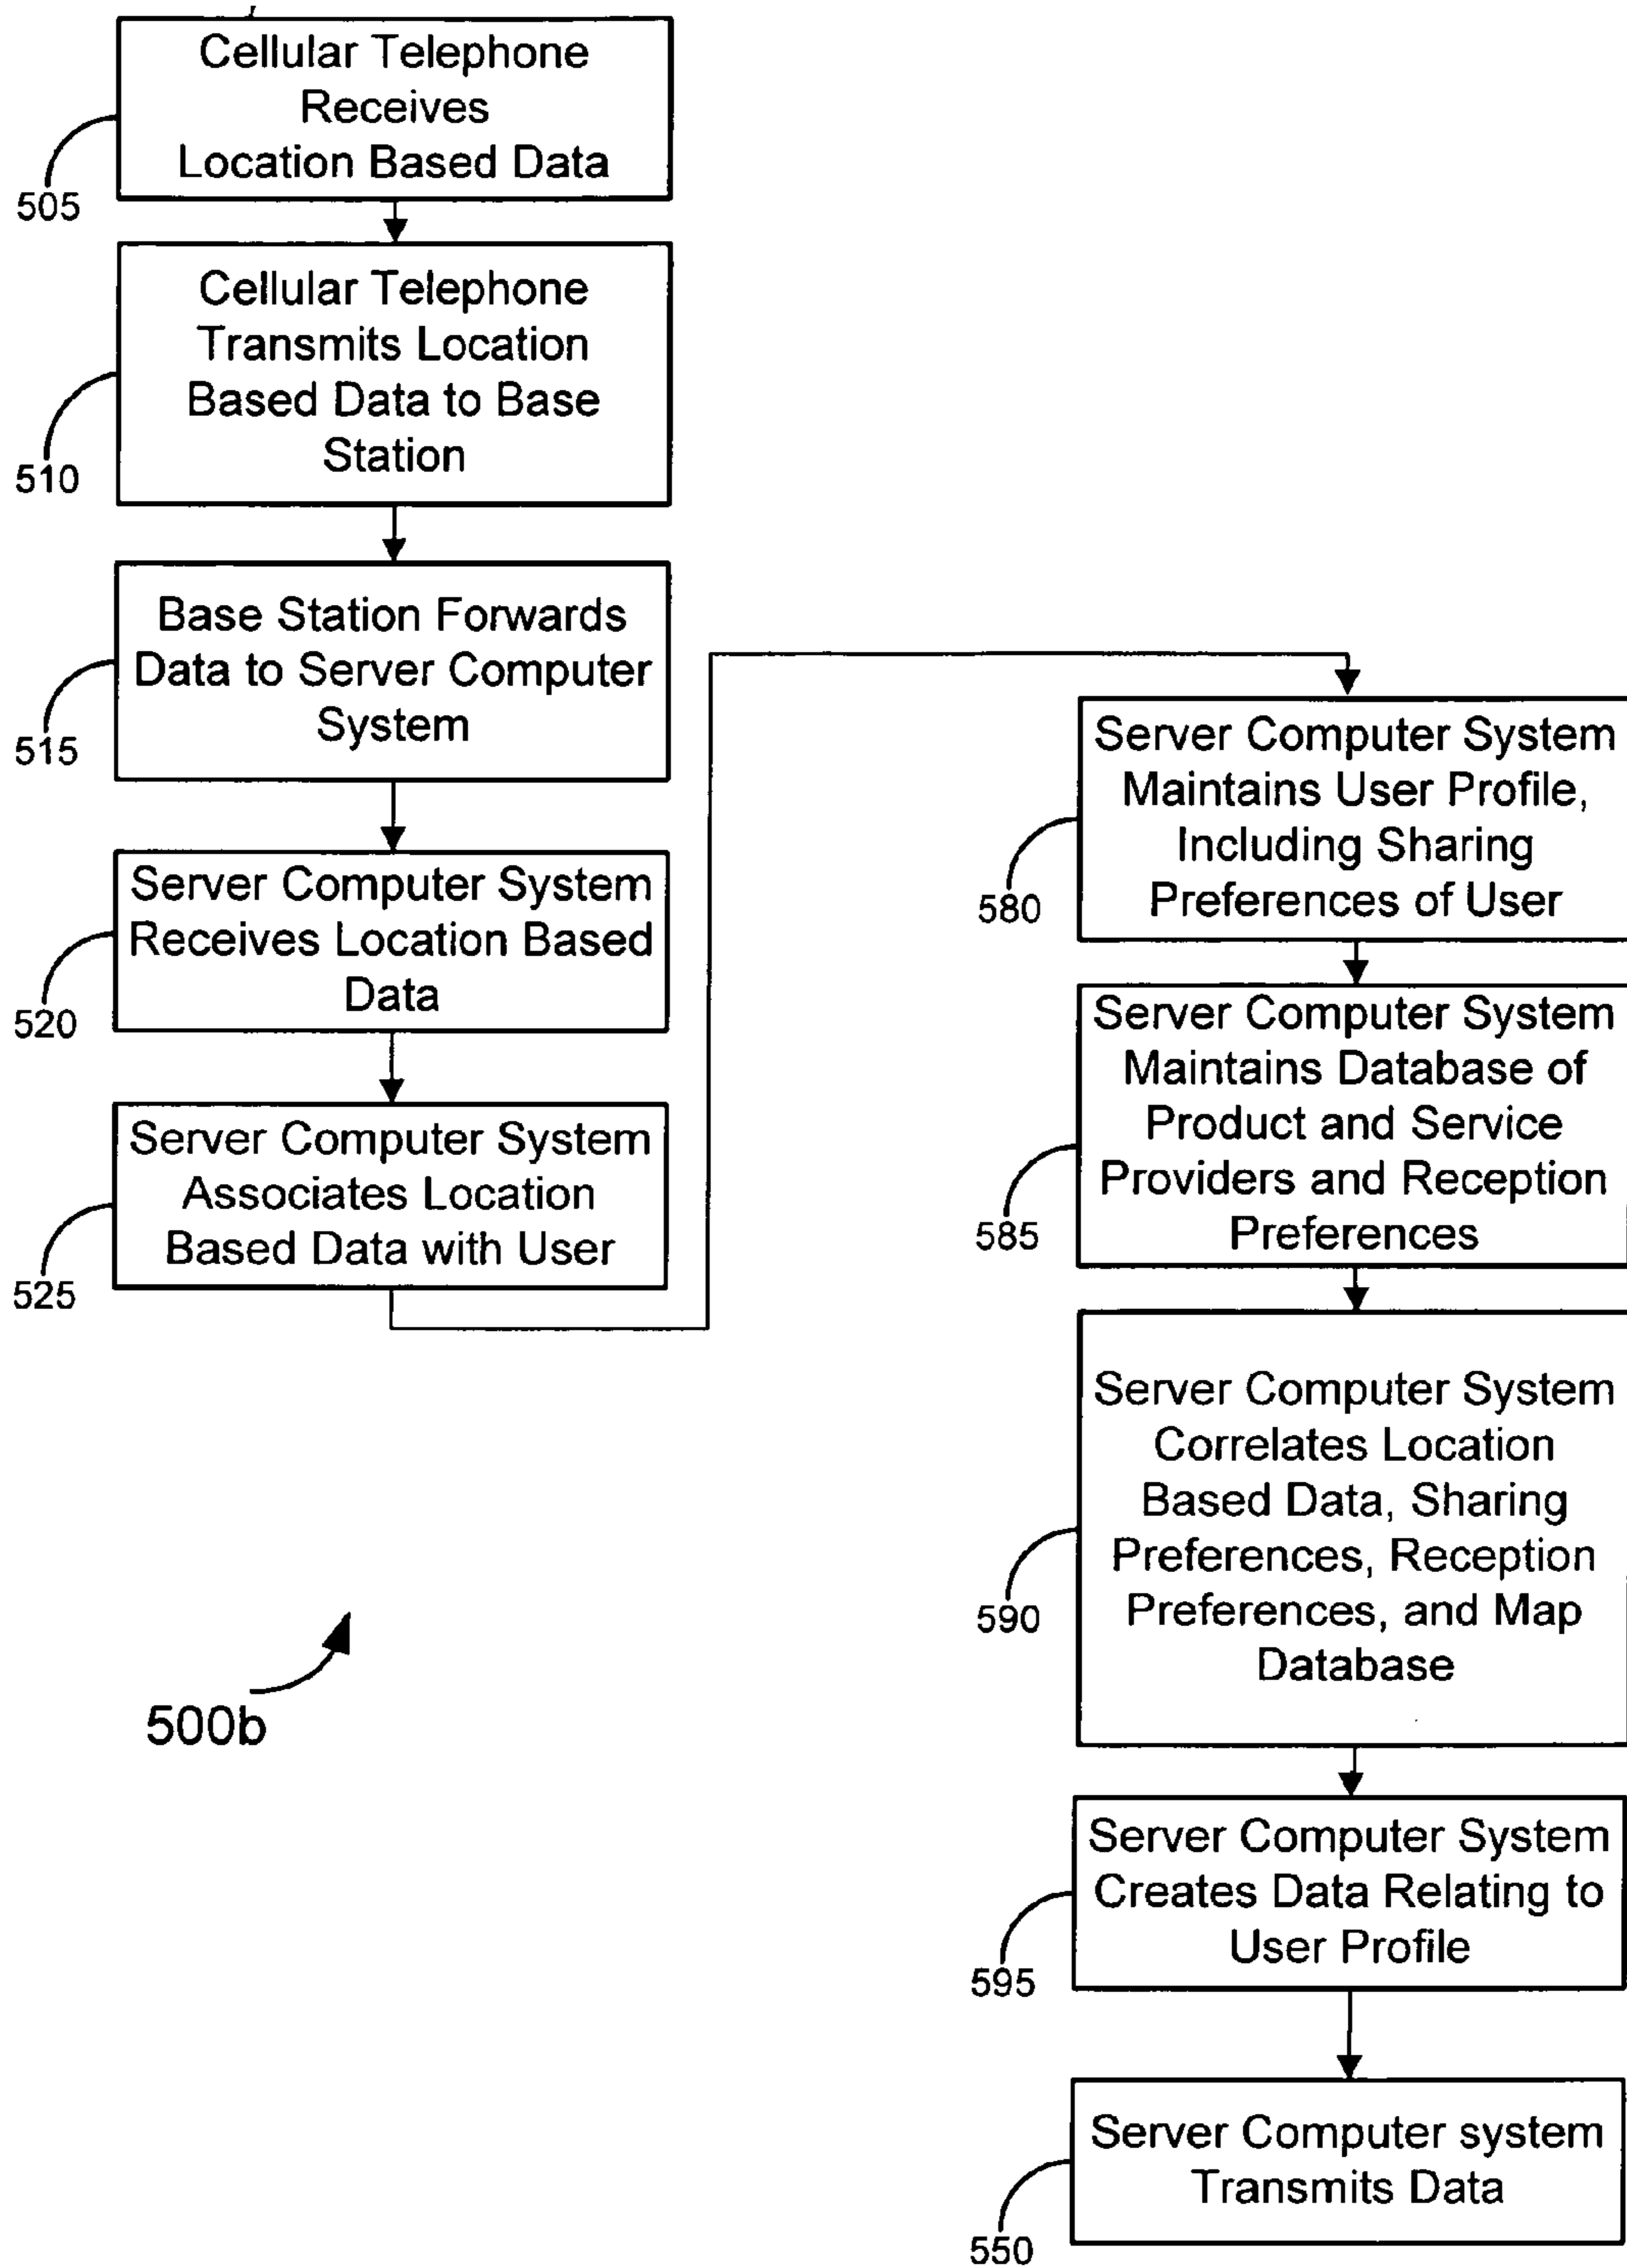 Cellular Telephone
Receives
Location Based Data
505
Cellular Telephone
Transmits Location
Based Data to Base
Station
510
Base Station Forwards
Data to Server Computer
System
515
Server Computer System
Receives Location Based
Data
520
Server Computer System
Associates Location
Based Data with User
525
500b
Server Computer System
Maintains User Profile,
Including Sharing
Preferences of User
580
Server Computer System
Maintains Database of
Product and Service
Providers and Reception
Preferences
585
Server Computer System
Correlates Location
Based Data, Sharing
Preferences, Reception
Preferences, and Map
Database
590
Server Computer System
Creates Data Relating to
User Profile
595
Server Computer system
Transmits Data
550